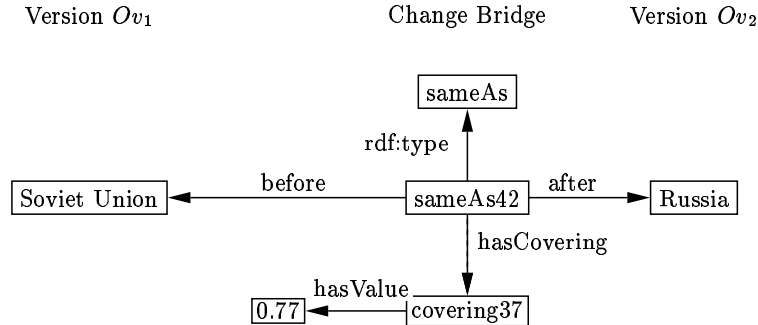 Version Ov1 Change Bridge Version Ov2
sameAs
rdf:type
Soviet Union before sameAs42 after Russia
hasCovering
hasValue
0.77 covering37